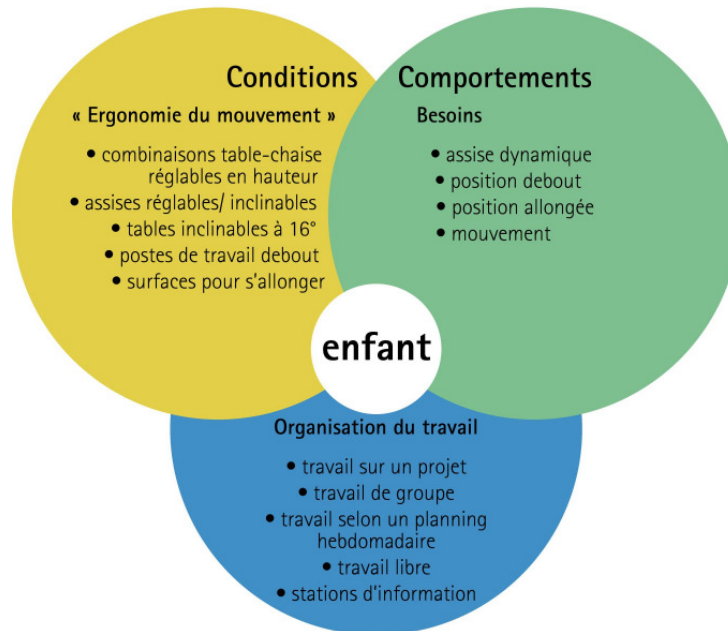 Conditions
« Ergonomie du mouvement »
• combinaisons table-chaise
réglables en hauteur
• assises réglables/ inclinables
• tables inclinables à 16°
• postes de travail debout
• surfaces pour s'allonger
Comportements
Besoins
• assise dynamique
• position debout
• position allongée
• mouvement
enfant
Organisation du travail
• travail sur un projet
• travail de groupe
• travail selon un planning
hebdomadaire
• travail libre
• stations d'information